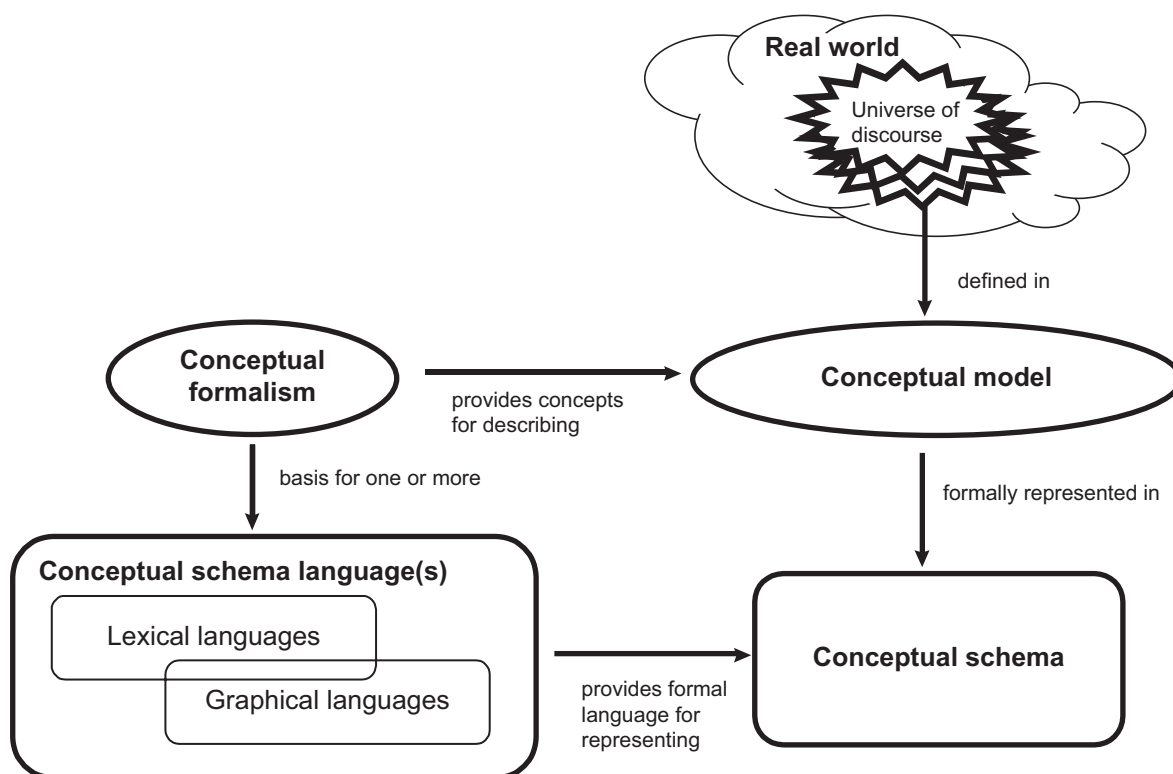 Real world
Universe of
discourse
defined in
Conceptual
formalism
provides concepts
for describing
Conceptual model
basis for one or more
formally represented in
Conceptual schema language(s)
Lexical languages
Graphical languages
provides formal
language for
representing
Conceptual schema